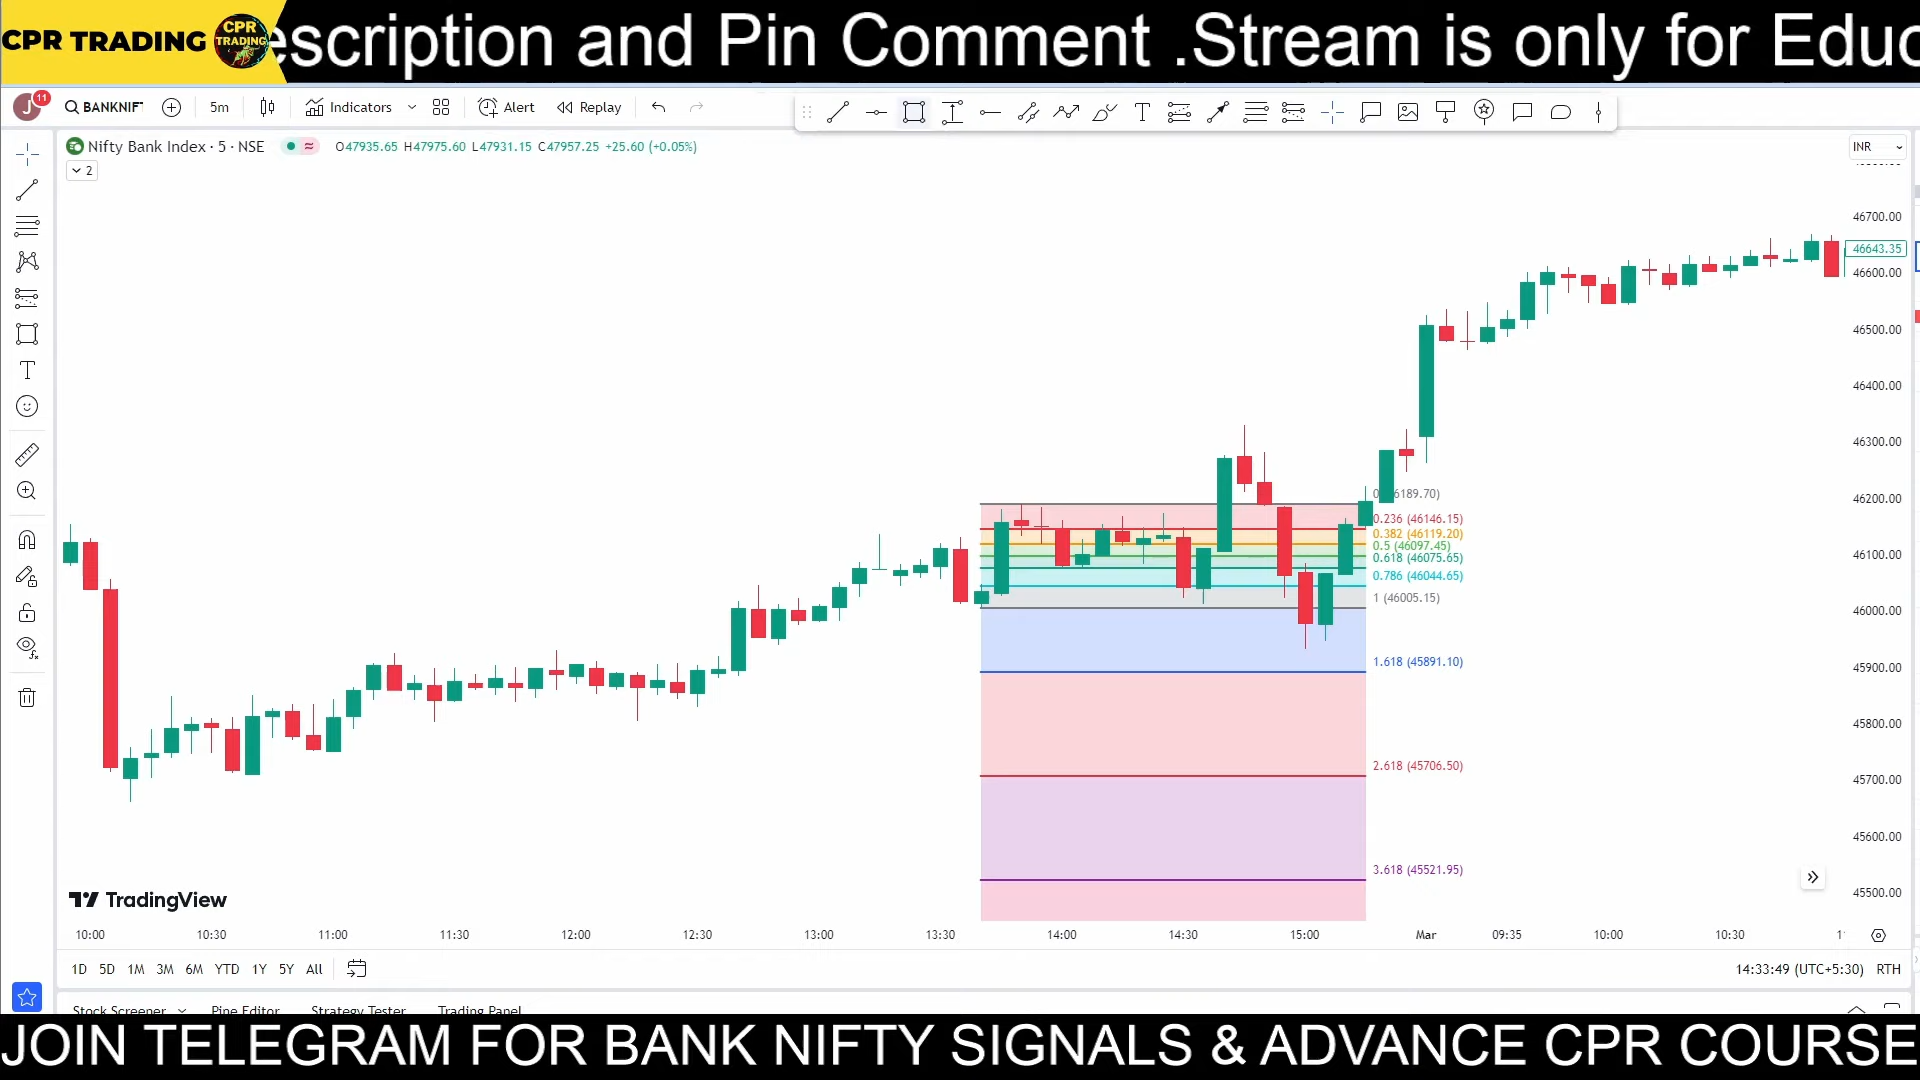 CPR TRADING
CPR
TRADING
escription and Pin Comment .Stream is only for Educ
J
11
BANKNIF
5m
Indicators
Alert
Replay
Nifty Bank Index · 5 · NSE
O47935.65 H47975.60 L47931.15 C47957.25 +25.60 (+0.05%)
2
INR
46700.00
46643.35
46600.00
46500.00
46400.00
46300.00
46200.00
46100.00
46000.00
45900.00
45800.00
45700.00
45600.00
45500.00
0.236 (46146.15)
0.382 (46119.20)
0.5 (46097.45)
0.618 (46075.65)
0.786 (46044.65)
1 (46005.15)
1.618 (45891.10)
2.618 (45706.50)
3.618 (45521.95)
TradingView
10:00 10:30 11:00 11:30 12:00 12:30 13:00 13:30 14:00 14:30 15:00 Mar 09:35 10:00 10:30
1D 5D 1M 3M 6M YTD 1Y 5Y All
14:33:49 (UTC+5:30) RTH
Stock Screener Pine Editor Strategy Tester Trading Panel
JOIN TELEGRAM FOR BANK NIFTY SIGNALS & ADVANCE CPR COURSE